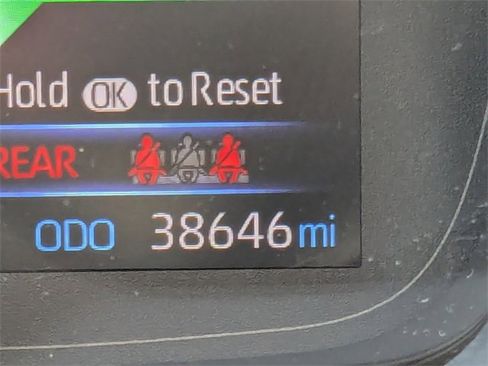 Hold OK to Reset
REAR
ODO 38646 mi